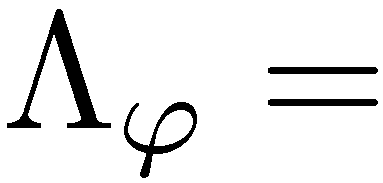 Λ_φ =